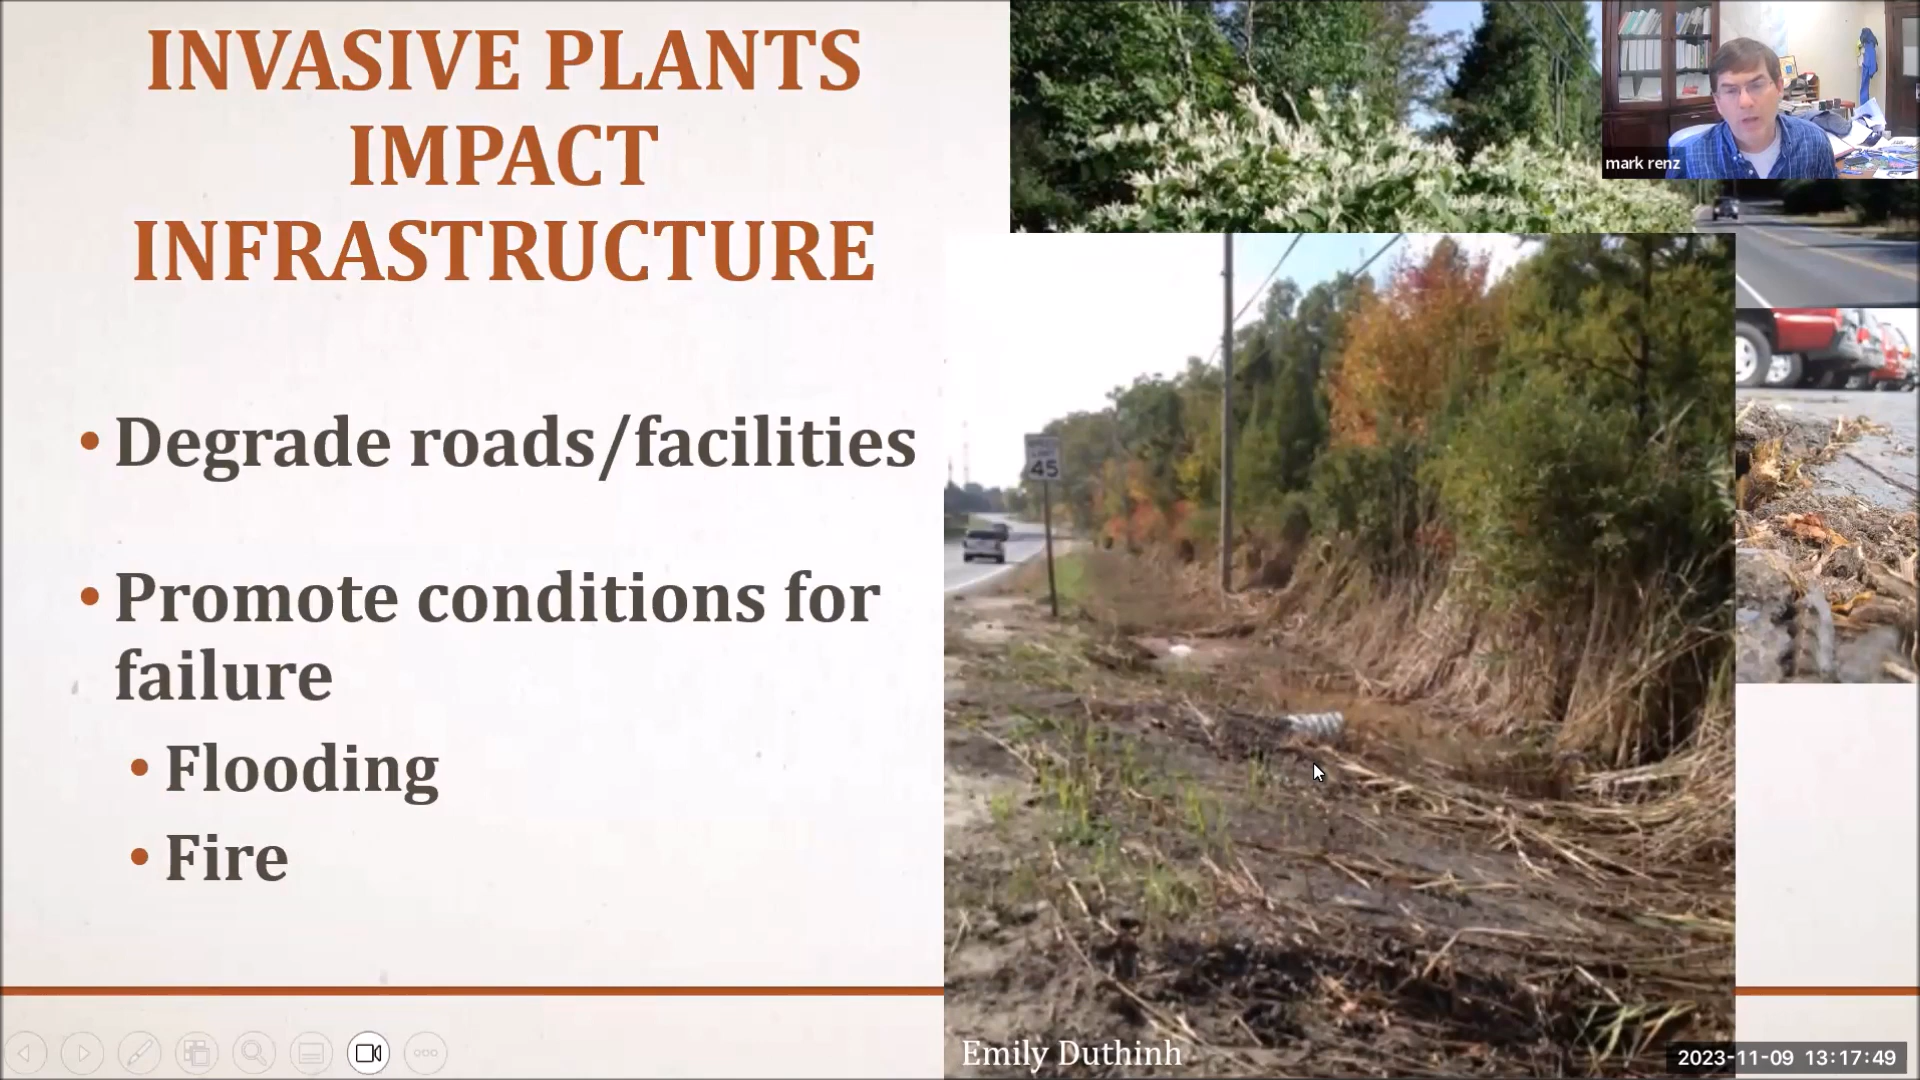 INVASIVE PLANTS
IMPACT
INFRASTRUCTURE
• Degrade roads/facilities
• Promote conditions for
failure
• Flooding
• Fire
mark renz
45
Emily Duthinh
2023-11-09 13:17:49